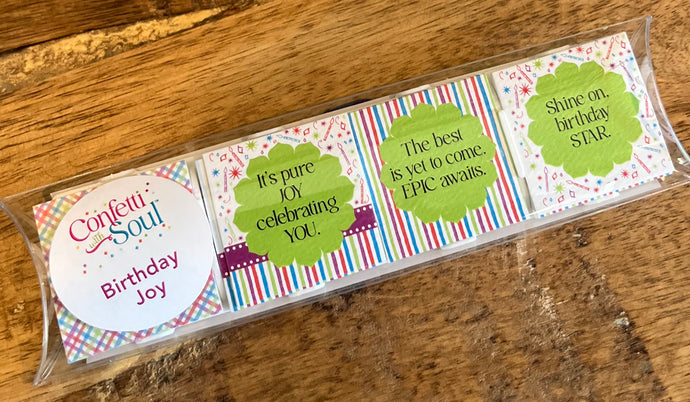 Confetti
with
Soul
Birthday
Joy
It's pure
JOY
celebrating
YOU.
The best
is yet to come.
EPIC awaits.
Shine on,
birthday
STAR.